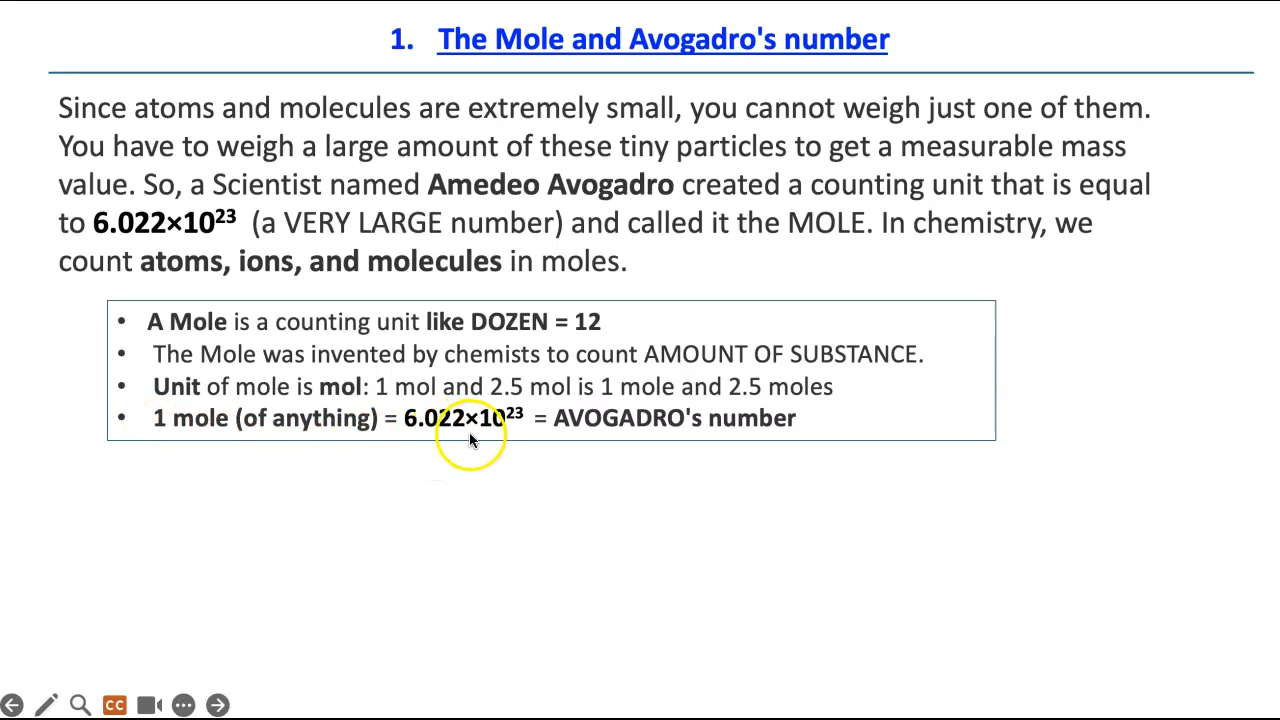 1. The Mole and Avogadro's number
Since atoms and molecules are extremely small, you cannot weigh just one of them.
You have to weigh a large amount of these tiny particles to get a measurable mass
value. So, a Scientist named Amedeo Avogadro created a counting unit that is equal
to 6.022×10²³ (a VERY LARGE number) and called it the MOLE. In chemistry, we
count atoms, ions, and molecules in moles.
• A Mole is a counting unit like DOZEN = 12
• The Mole was invented by chemists to count AMOUNT OF SUBSTANCE.
• Unit of mole is mol: 1 mol and 2.5 mol is 1 mole and 2.5 moles
• 1 mole (of anything) = 6.022×10²³ = AVOGADRO's number
CC